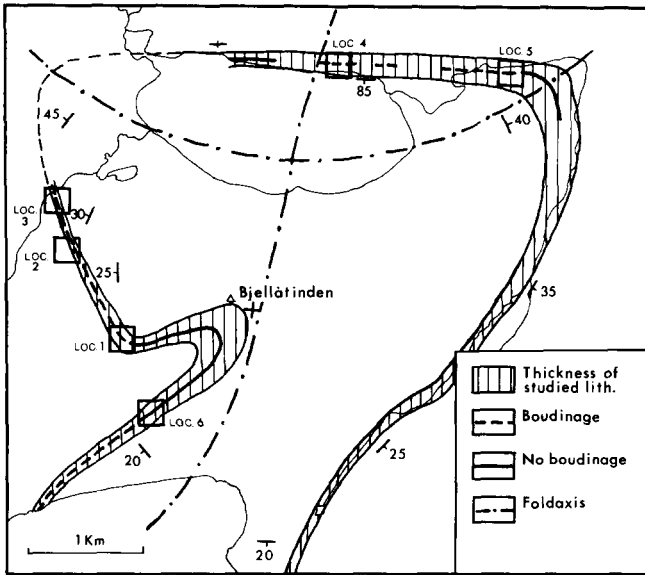 LOC. 4
LOC. 5
85
40
45
LOC.
3
30
LOC.
2
25
Bjellåtinden
35
LOC. 1
LOC. 6
20
25
20
1 Km
Thickness of
studied lith.
Boudinage
No boudinage
Foldaxis